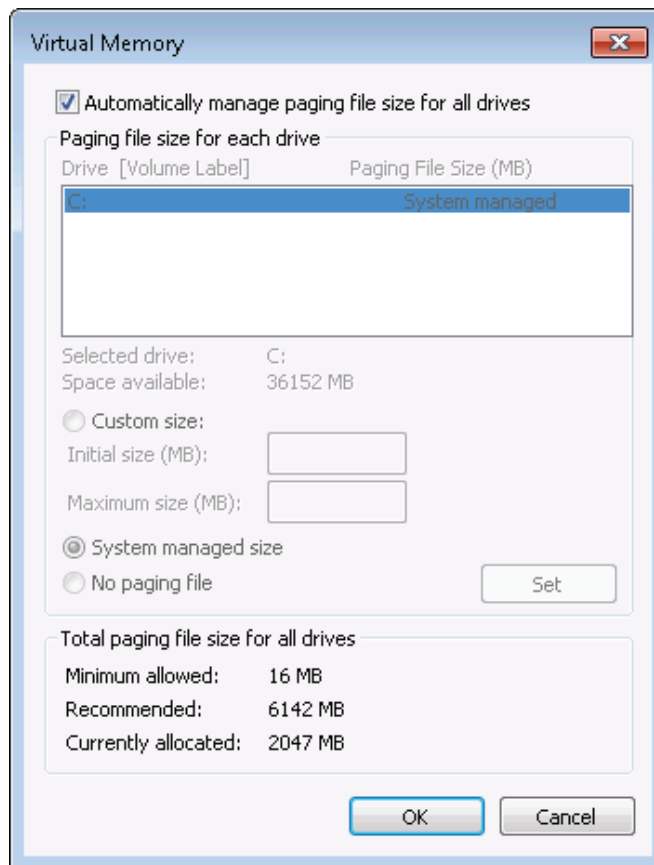 Virtual Memory
Automatically manage paging file size for all drives
Paging file size for each drive
Drive [Volume Label] Paging File Size (MB)
C: System managed
Selected drive: C:
Space available: 36152 MB
Custom size:
Initial size (MB):
Maximum size (MB):
System managed size
No paging file Set
Total paging file size for all drives
Minimum allowed: 16 MB
Recommended: 6142 MB
Currently allocated: 2047 MB
OK Cancel